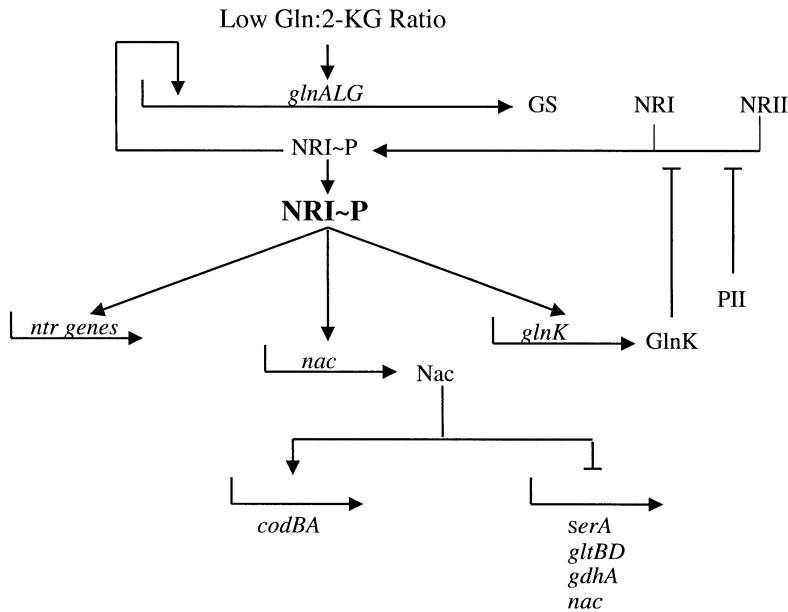 Low Gln:2-KG Ratio
glnALG
GS
NRI
NRII
NRI~P
NRI~P
PII
ntr genes
glnK
GlnK
nac
Nac
codBA
serA
gltBD
gdhA
nac